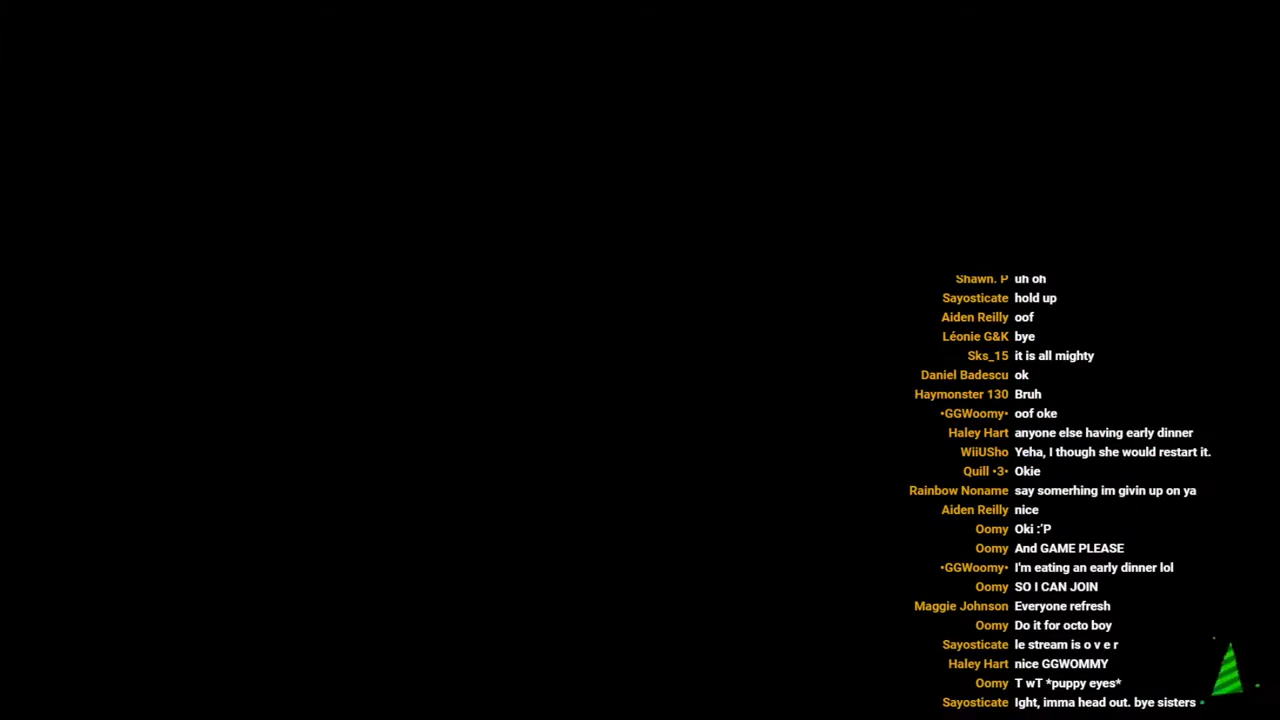 Shawn. P uh oh
Sayosticate hold up
Aiden Reilly oof
Léonie G&K bye
Sks_15 it is all mighty
Daniel Badescu ok
Haymonster 130 Bruh
•GGWoomy• oof oke
Haley Hart anyone else having early dinner
WiiUSho Yeha, I though she would restart it.
Quill •3• Okie
Rainbow Noname say somerhing im givin up on ya
Aiden Reilly nice
Oomy Oki :'P
Oomy And GAME PLEASE
•GGWoomy• I'm eating an early dinner lol
Oomy SO I CAN JOIN
Maggie Johnson Everyone refresh
Oomy Do it for octo boy
Sayosticate le stream is o v e r
Haley Hart nice GGWOMMY
Oomy T wT *puppy eyes*
Sayosticate Ight, imma head out. bye sisters